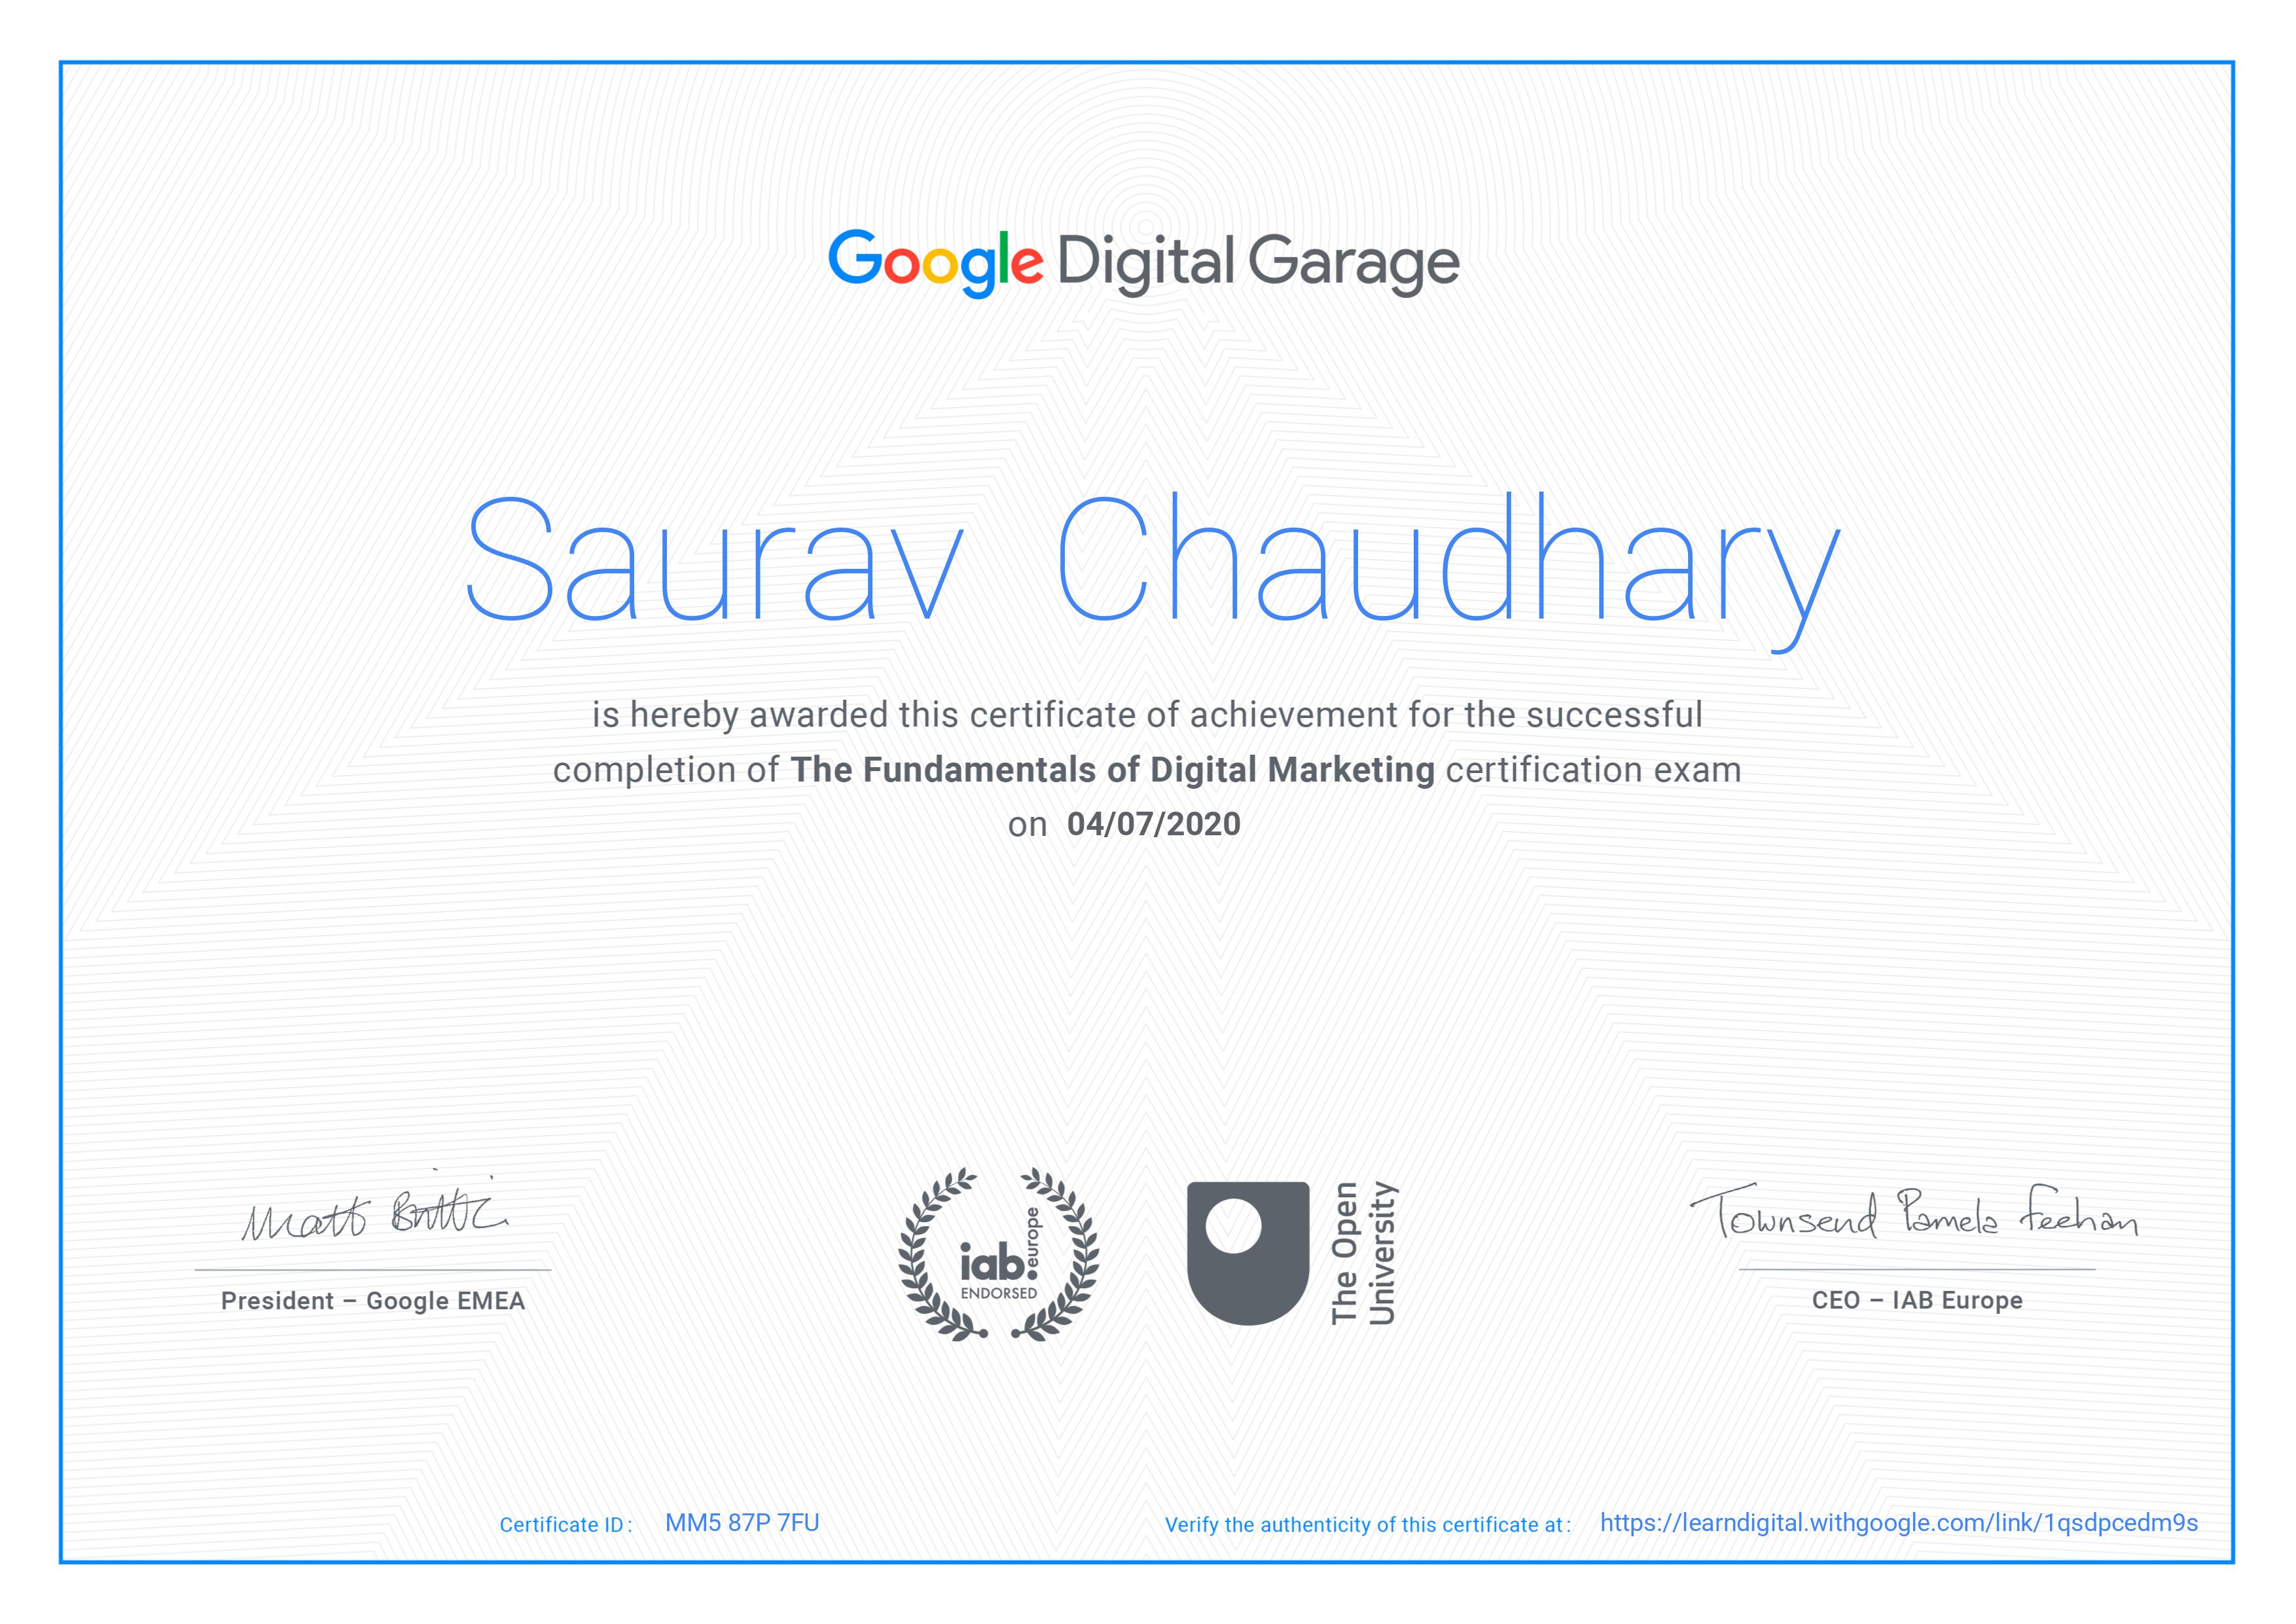 Google Digital Garage
Saurav Chaudhary
is hereby awarded this certificate of achievement for the successful
completion of The Fundamentals of Digital Marketing certification exam
on 04/07/2020
Matt Brittin
President – Google EMEA
iab.europe
ENDORSED
The Open
University
Townsend Pamela Feehan
CEO – IAB Europe
Certificate ID : MM5 87P 7FU
Verify the authenticity of this certificate at : https://learndigital.withgoogle.com/link/1qsdpcedm9s